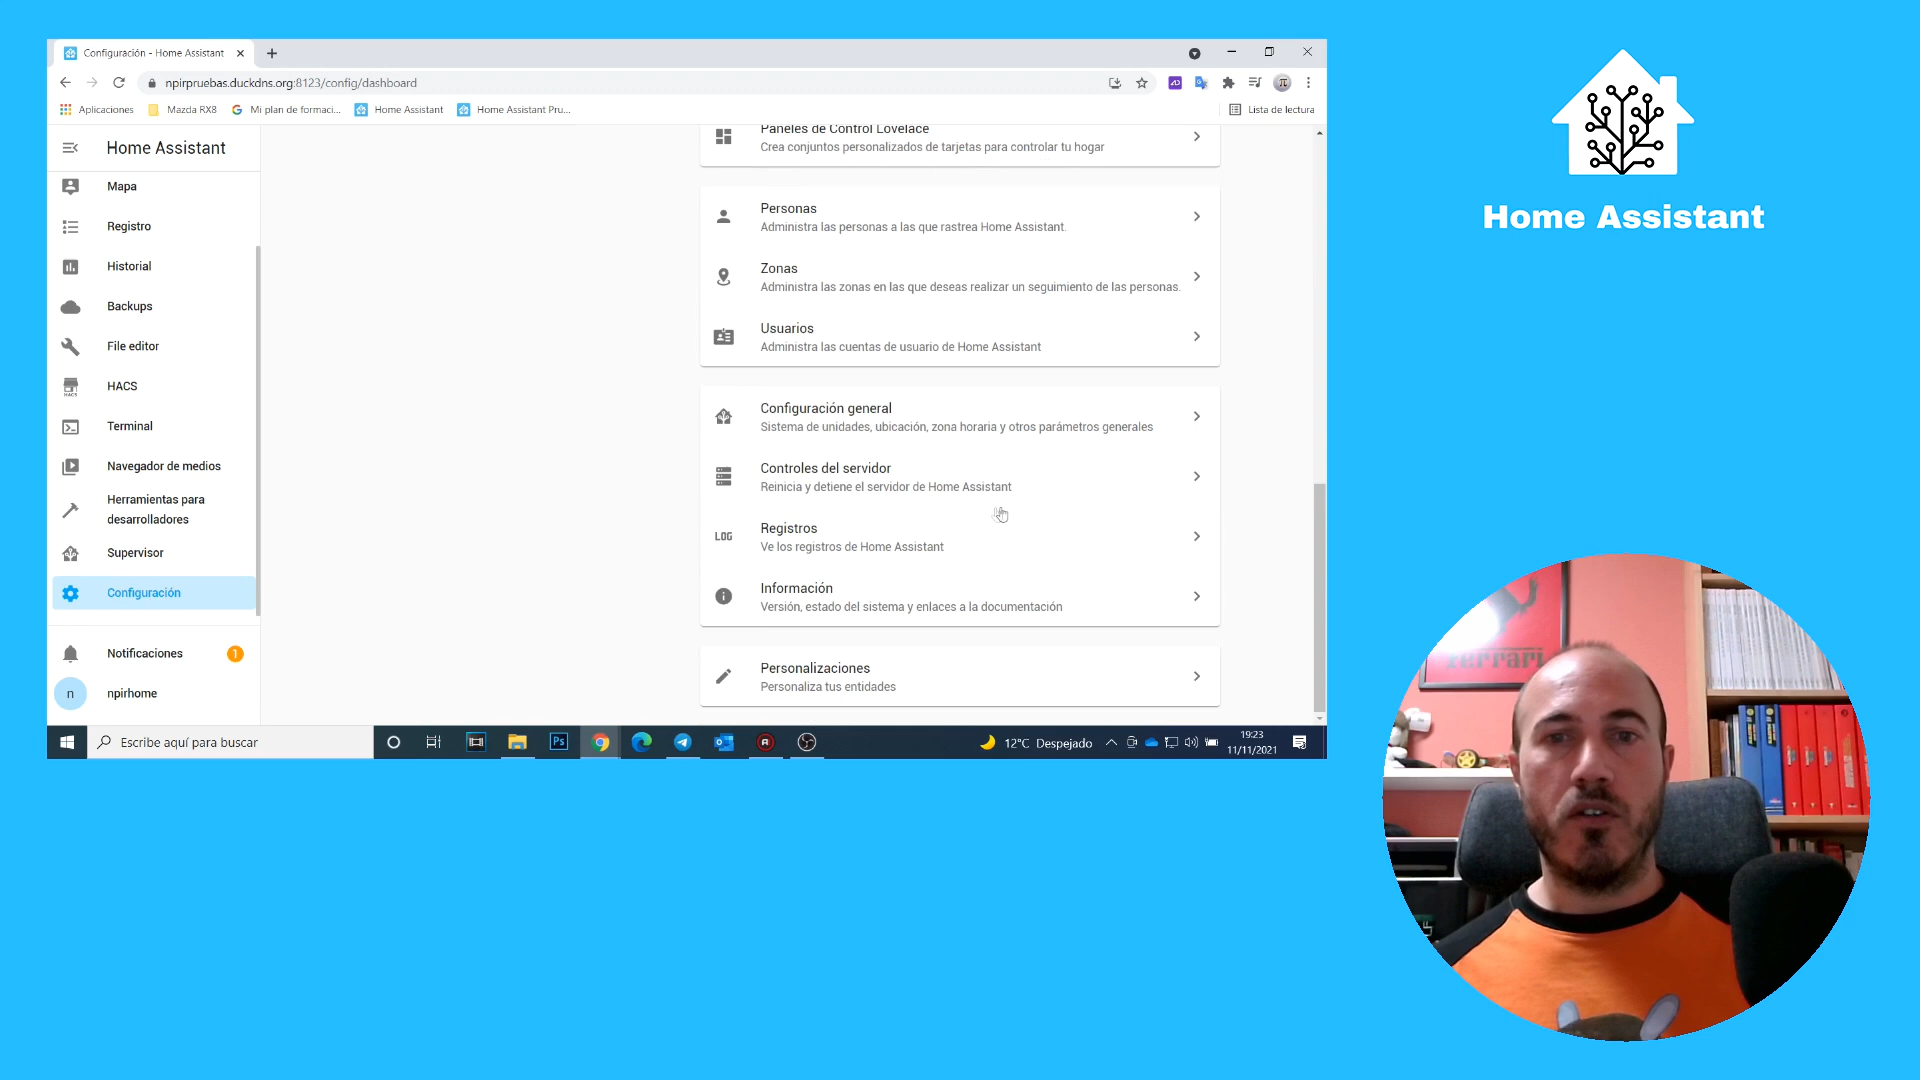 Configuración - Home Assistant
npirpruebas.duckdns.org:8123/config/dashboard
Aplicaciones
Mazda RX8
Mi plan de formaci...
Home Assistant
Home Assistant Pru...
Lista de lectura
Home Assistant
Mapa
Registro
Historial
Backups
File editor
HACS
HACS
Terminal
Navegador de medios
Herramientas para
desarrolladores
Supervisor
Configuración
Notificaciones
1
n
npirhome
Paneles de Control Lovelace
Crea conjuntos personalizados de tarjetas para controlar tu hogar
Personas
Administra las personas a las que rastrea Home Assistant.
Zonas
Administra las zonas en las que deseas realizar un seguimiento de las personas.
Usuarios
Administra las cuentas de usuario de Home Assistant
Configuración general
Sistema de unidades, ubicación, zona horaria y otros parámetros generales
Controles del servidor
Reinicia y detiene el servidor de Home Assistant
LOG
Registros
Ve los registros de Home Assistant
Información
Versión, estado del sistema y enlaces a la documentación
Personalizaciones
Personaliza tus entidades
Escribe aquí para buscar
Ps
12°C Despejado
19:23
11/11/2021
Home Assistant
Ferrari